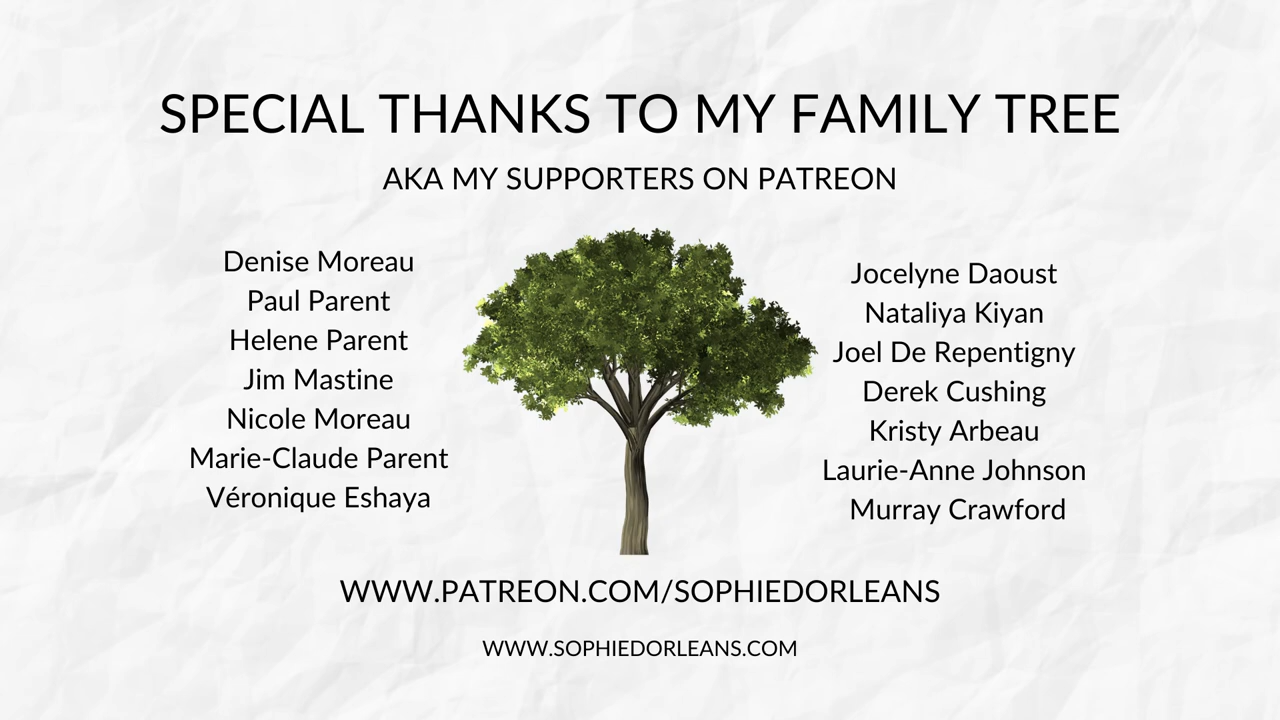 SPECIAL THANKS TO MY FAMILY TREE
AKA MY SUPPORTERS ON PATREON
Denise Moreau
Paul Parent
Helene Parent
Jim Mastine
Nicole Moreau
Marie-Claude Parent
Véronique Eshaya
Jocelyne Daoust
Nataliya Kiyan
Joel De Repentigny
Derek Cushing
Kristy Arbeau
Laurie-Anne Johnson
Murray Crawford
WWW.PATREON.COM/SOPHIEDORLEANS
WWW.SOPHIEDORLEANS.COM